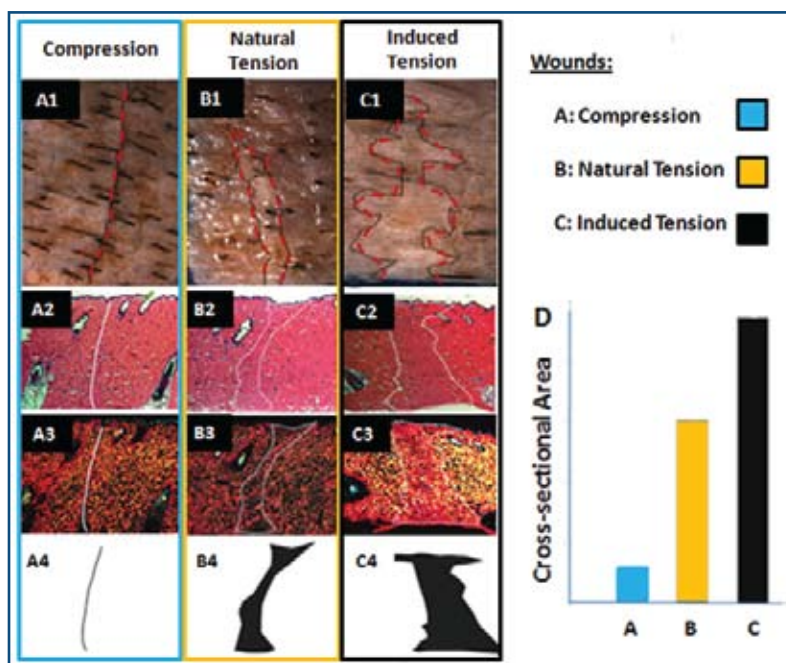 Compression
Natural
Tension
Induced
Tension
A1
B1
C1
A2
B2
C2
A3
B3
C3
A4
B4
C4
Wounds:
A: Compression
B: Natural Tension
C: Induced Tension
D
Cross-sectional Area
A
B
C